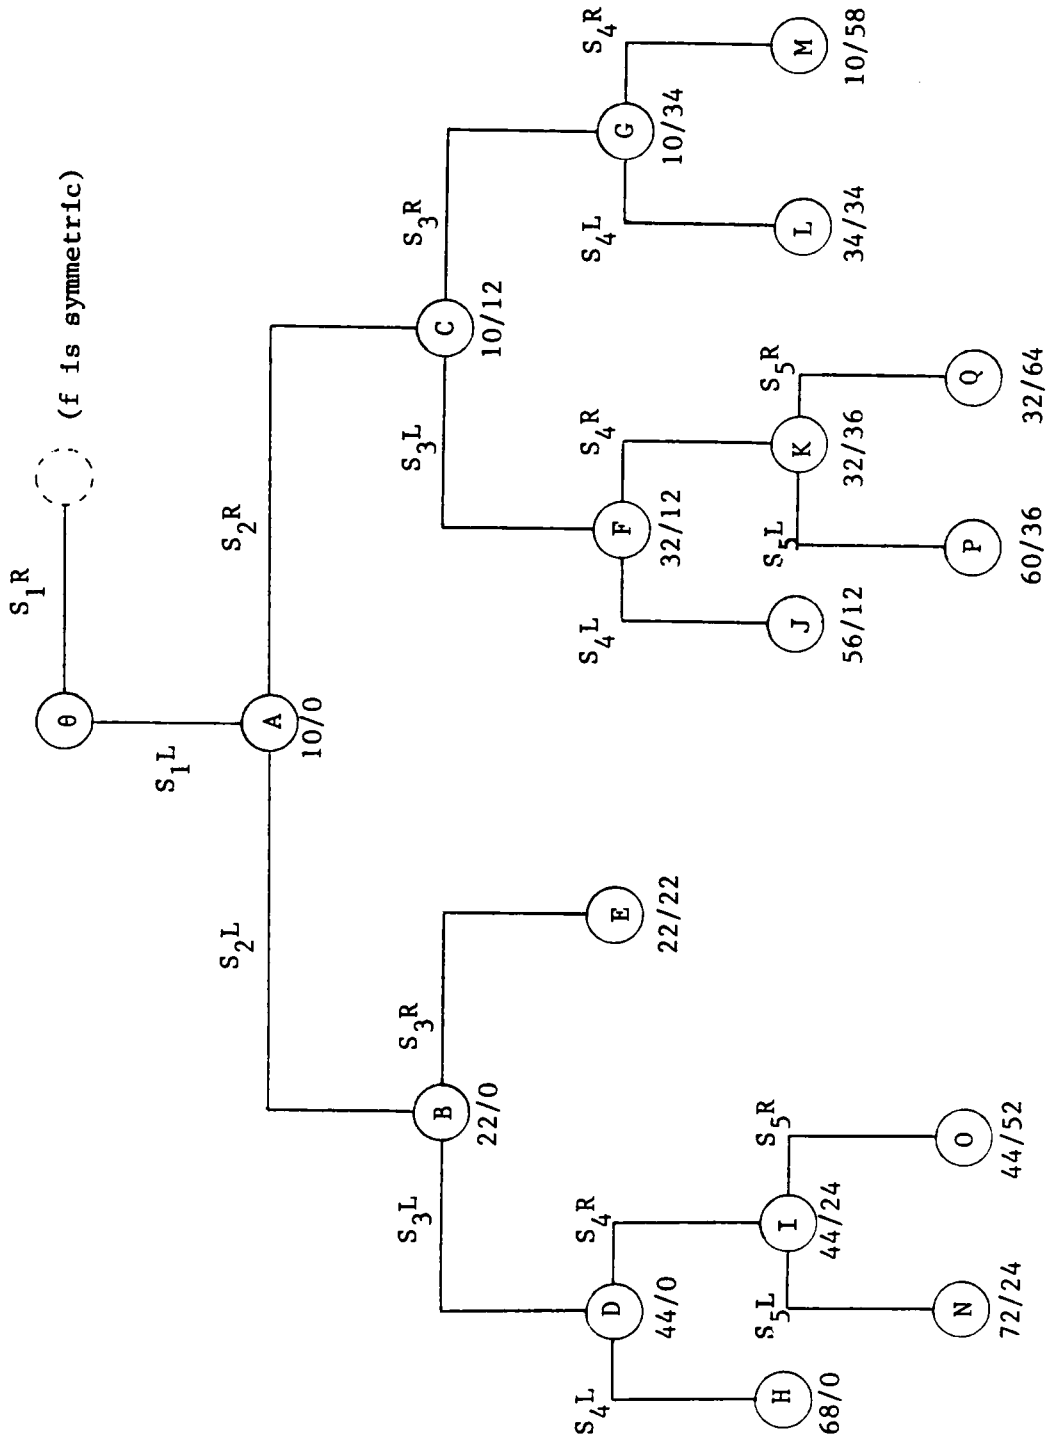 S1R
θ
(f is symmetric)
S1L
S2L
A
S2R
10/0
S3L
B
S3R
S3L
C
S3R
22/0
10/12
S4L
D
S4R
E
S4L
F
S4R
S4L
G
S4R
44/0
22/22
32/12
10/34
H
S5L
I
S5R
J
S5L
K
S5R
L
M
68/0
44/24
56/12
32/36
34/34
10/58
N
O
P
Q
72/24
44/52
60/36
32/64